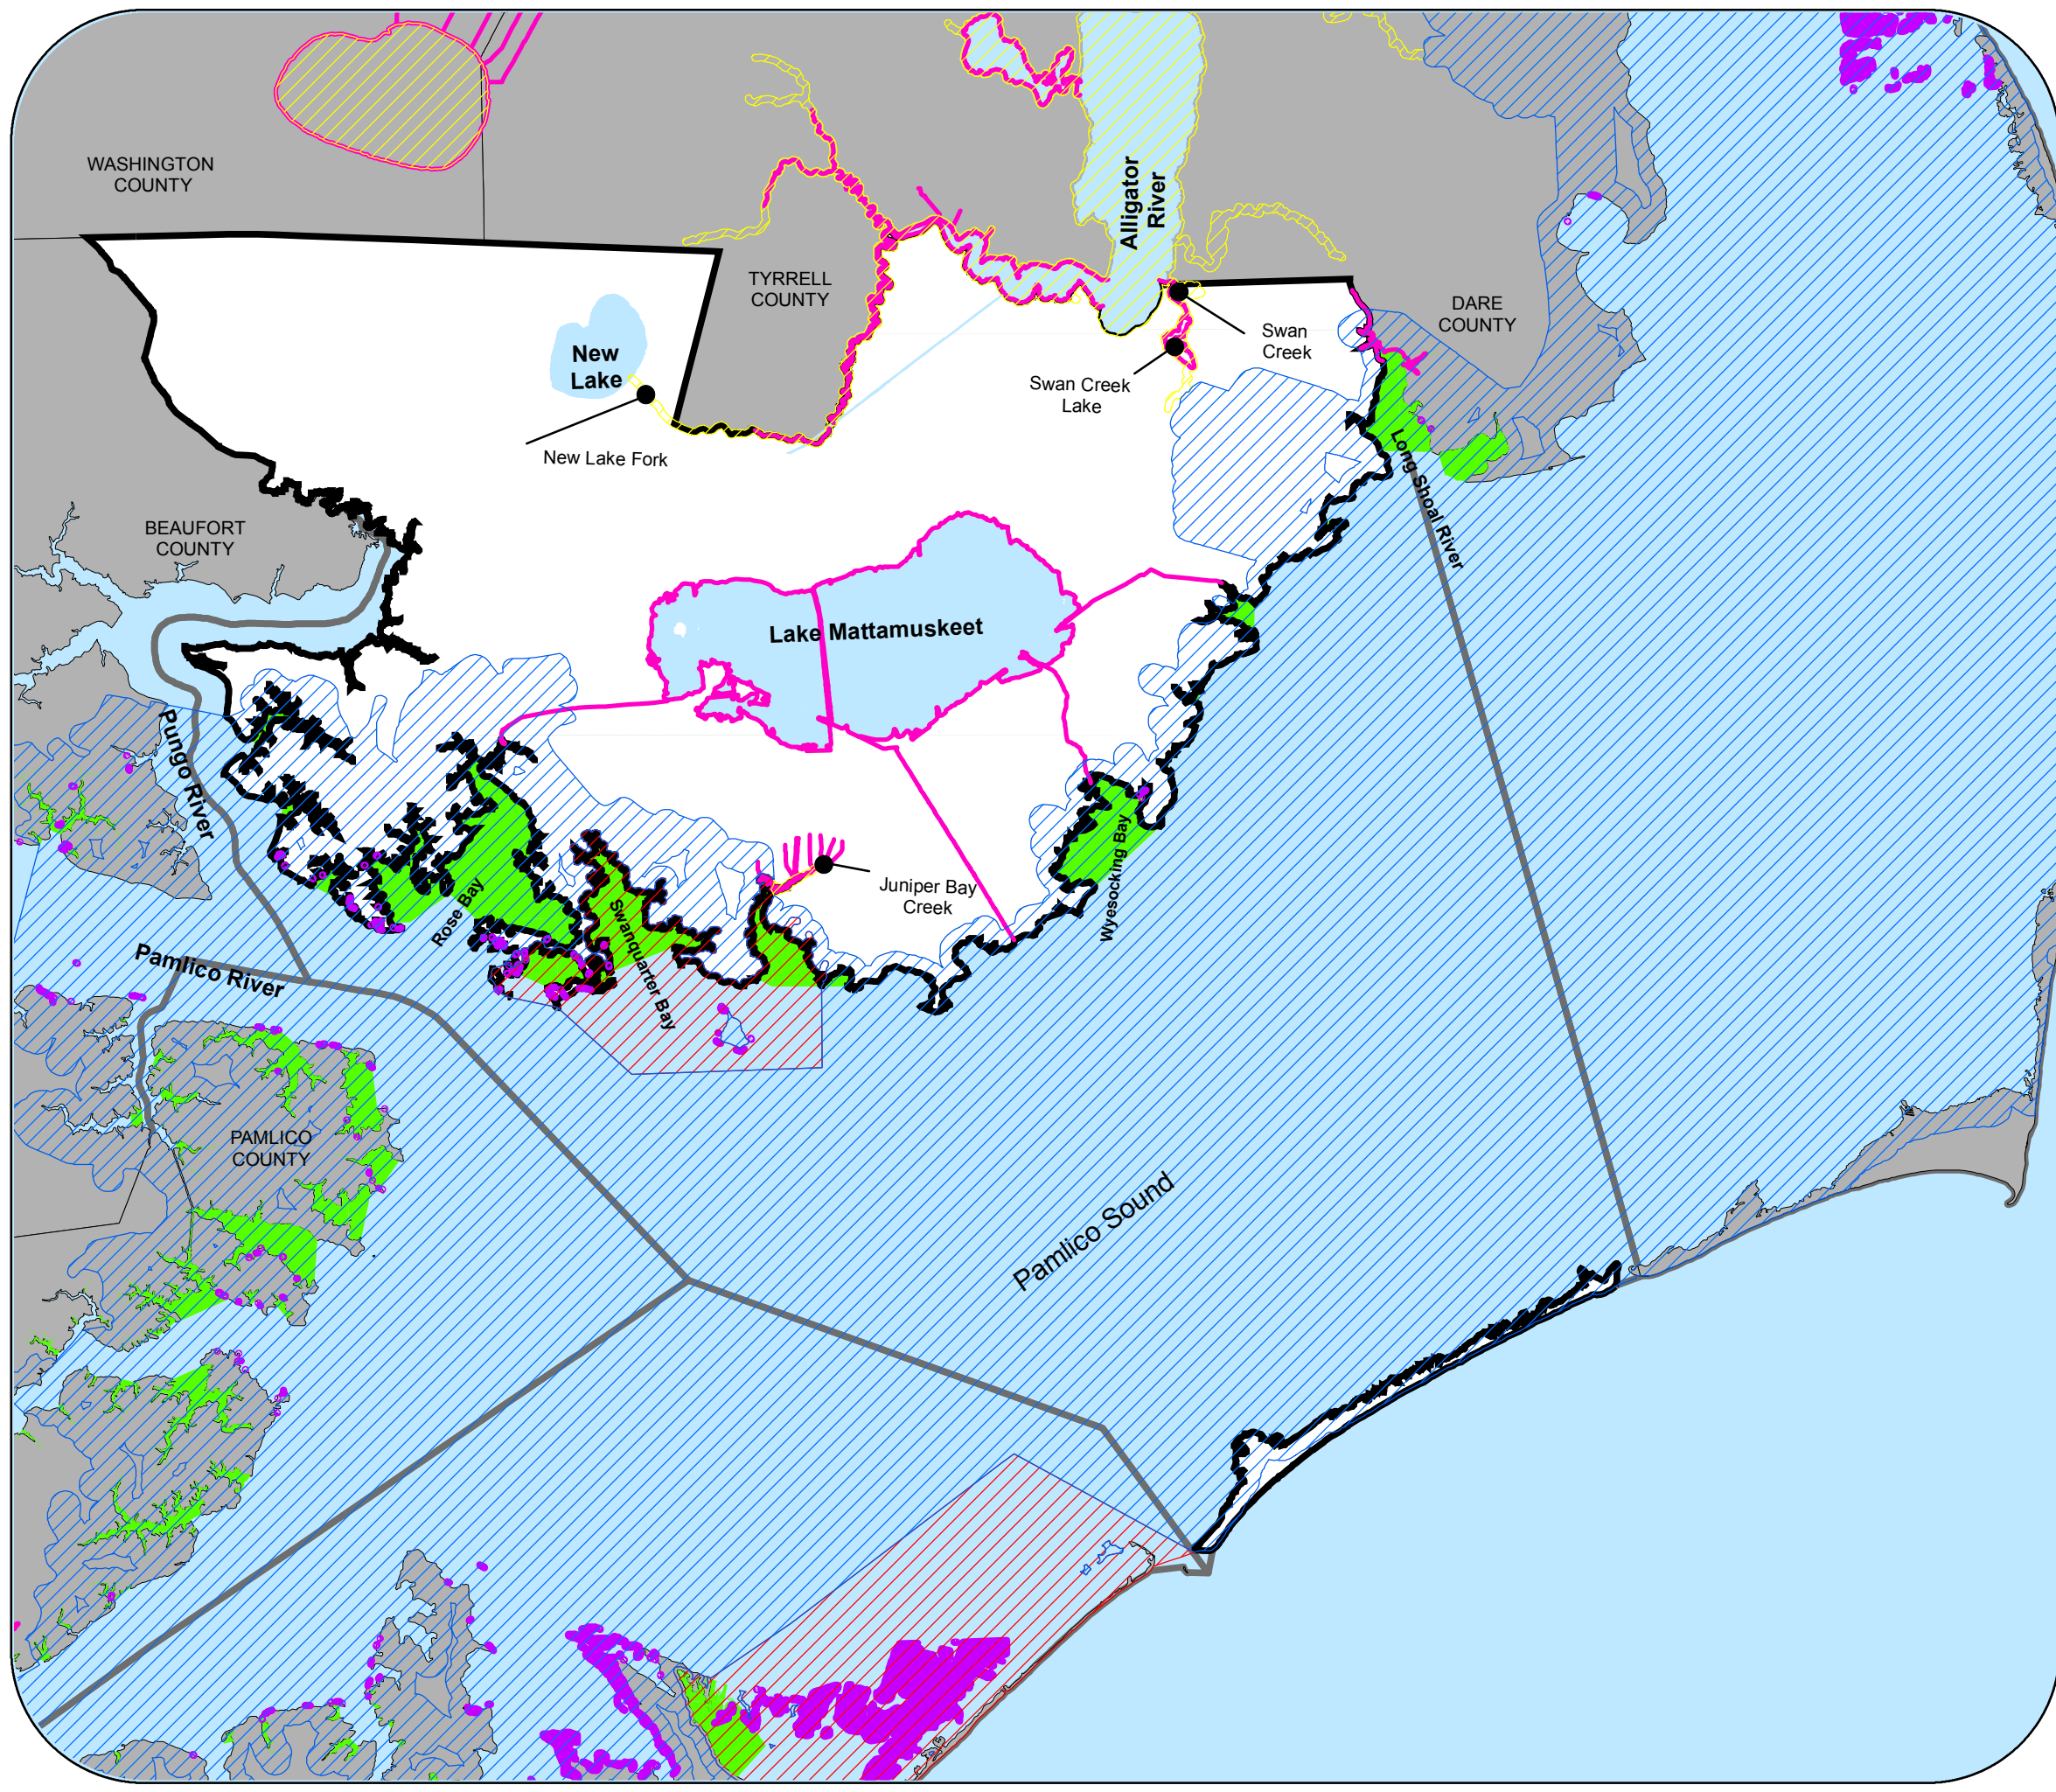 WASHINGTON
COUNTY
Alligator
River
TYRRELL
COUNTY
DARE
COUNTY
Swan
Creek
New
Lake
Swan Creek
Lake
New Lake Fork
Long Shoal River
BEAUFORT
COUNTY
Lake Mattamuskeet
Pungo River
Juniper Bay
Creek
Wyesocking Bay
Rose Bay
Swanquarter Bay
Pamlico River
PAMLICO
COUNTY
Pamlico Sound